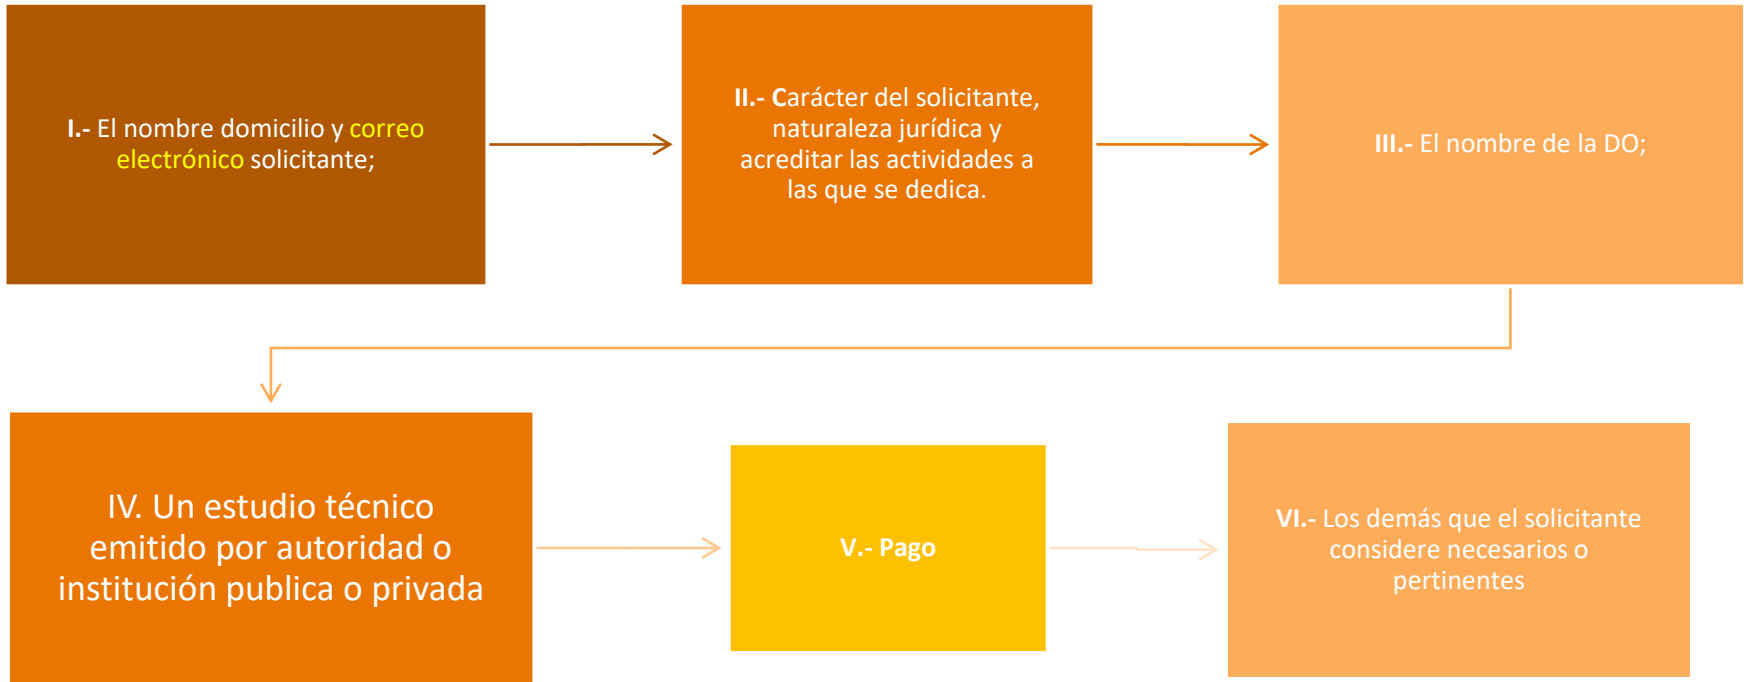 I.- El nombre domicilio y correo
electrónico solicitante;
II.- Carácter del solicitante,
naturaleza jurídica y
acreditar las actividades a
las que se dedica.
III.- El nombre de la DO;
IV. Un estudio técnico
emitido por autoridad o
institución publica o privada
V.- Pago
VI.- Los demás que el solicitante
considere necesarios o
pertinentes